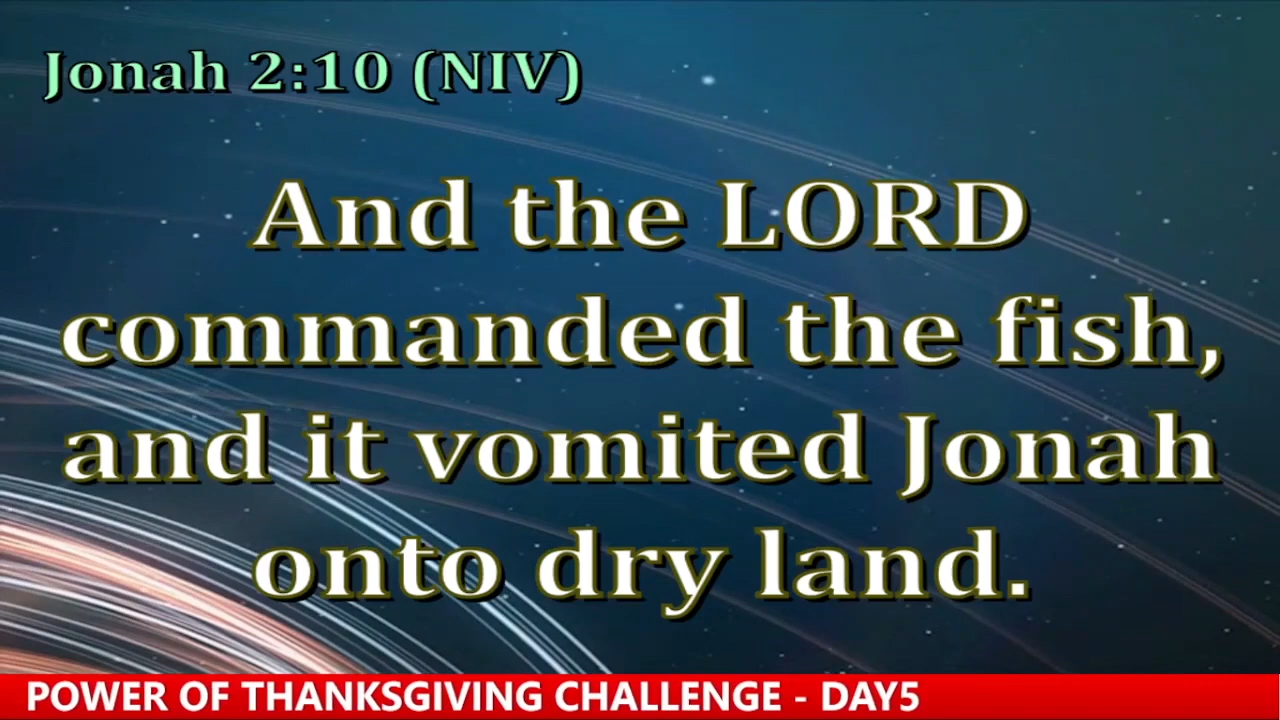 Jonah 2:10 (NIV)
And the LORD
commanded the fish,
and it vomited Jonah
onto dry land.
POWER OF THANKSGIVING CHALLENGE - DAY5